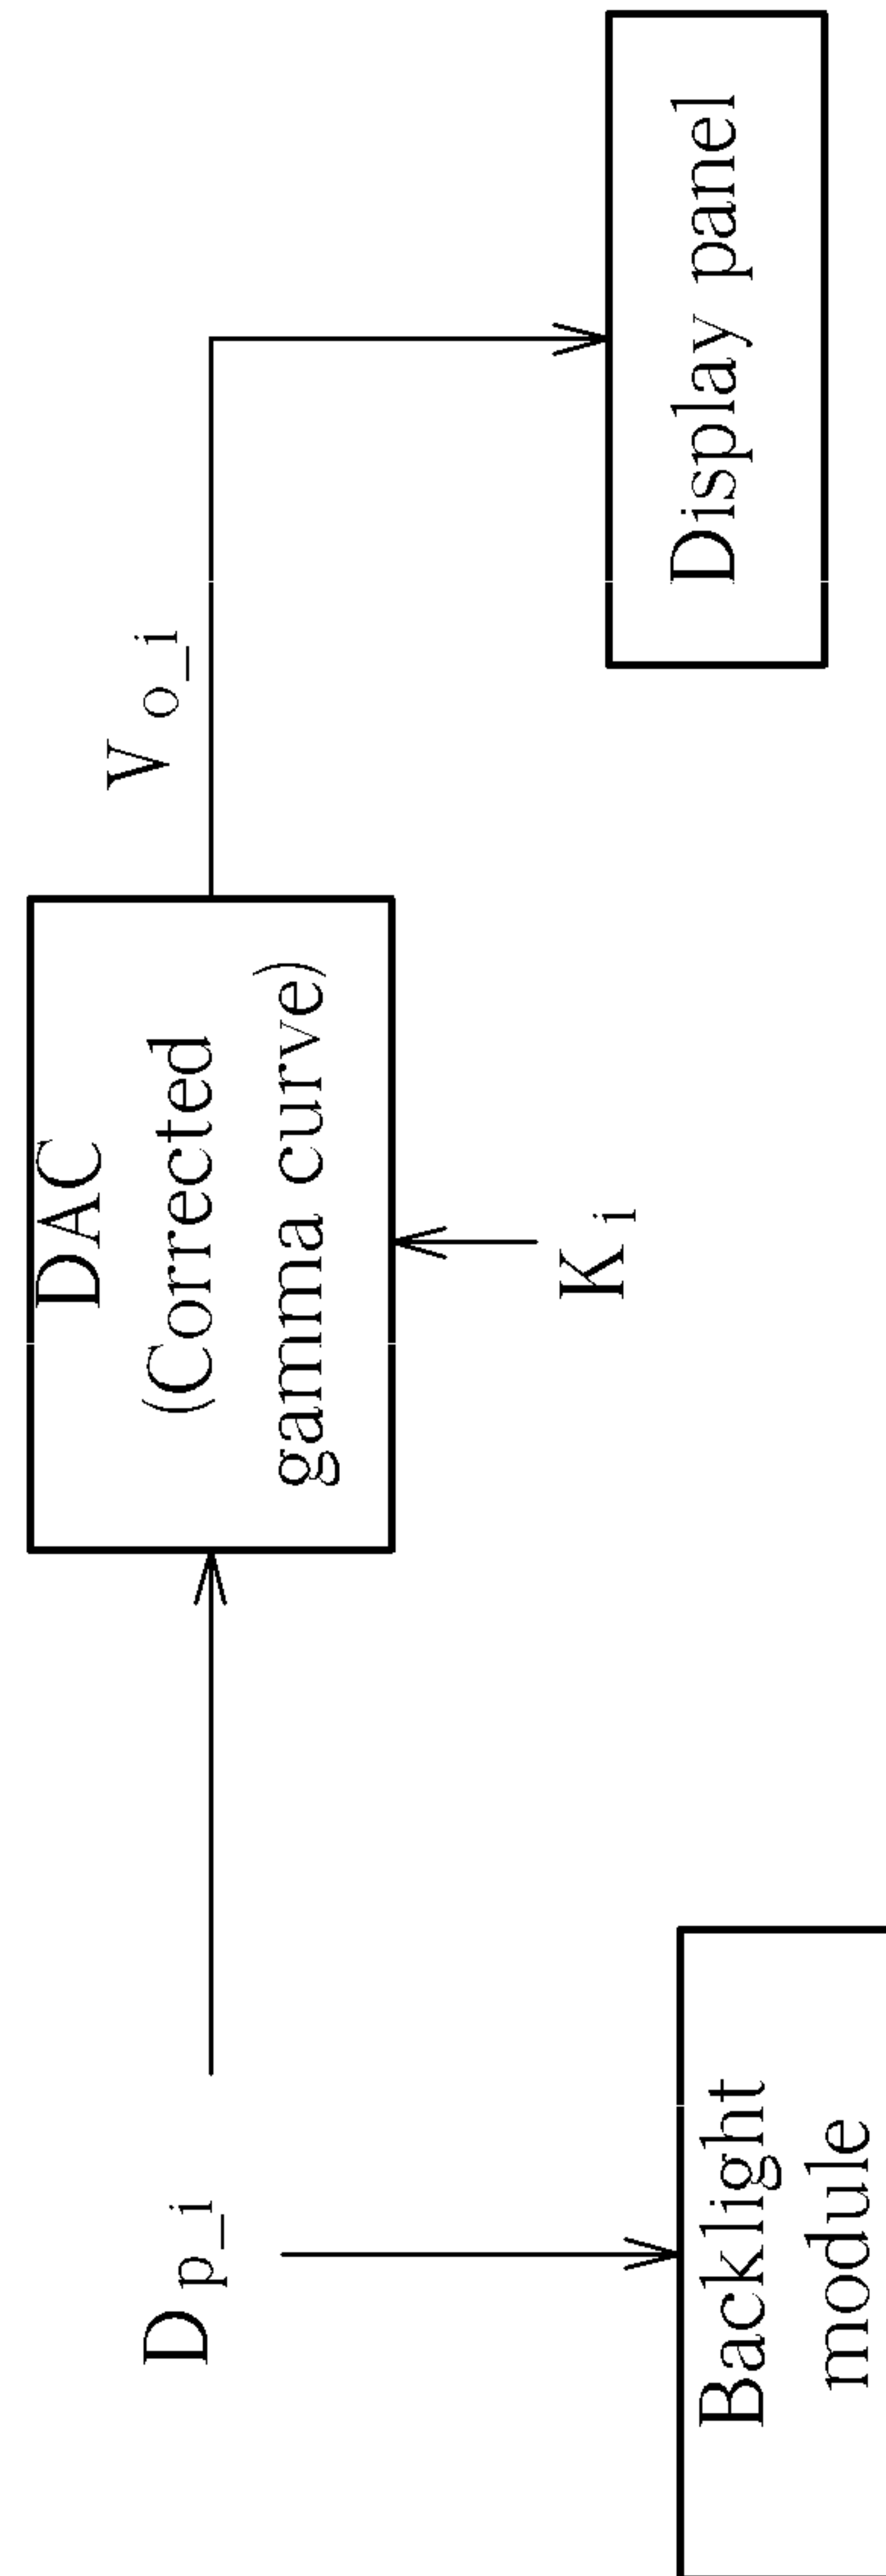 D p_i
DAC
(Corrected
gamma curve)
V o_i
K i
Backlight
module
Display panel